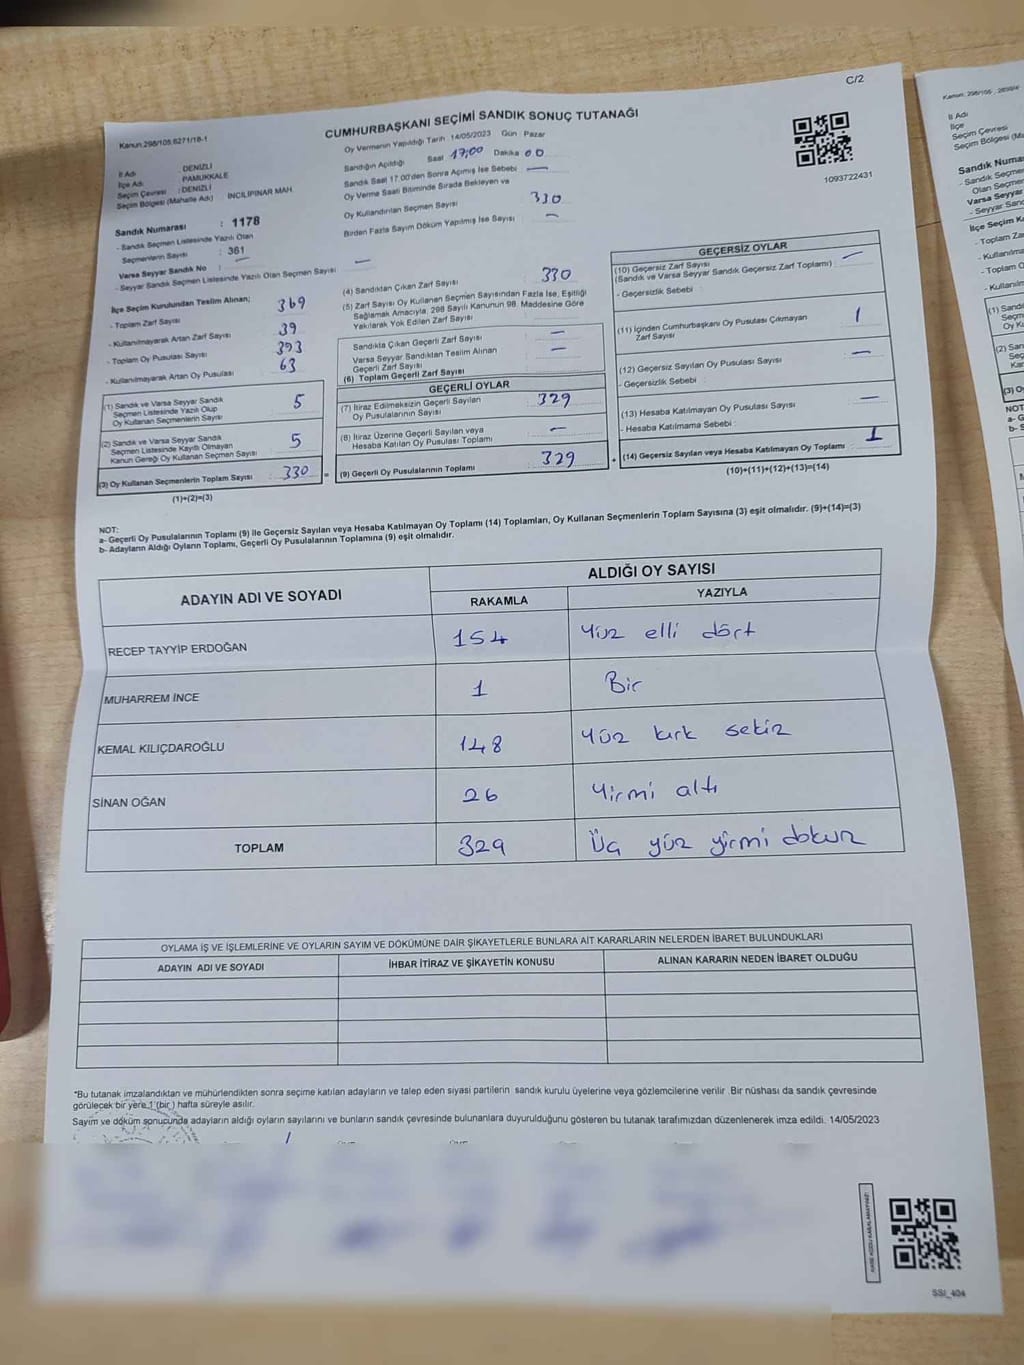 C/2
Kanun:298/105;6271/18-1
CUMHURBAŞKANI SEÇİMİ SANDIK SONUÇ TUTANAĞI
Oy Vermenin Yapıldığı Tarih 14/05/2023 Gün : Pazar
İl Adı : DENİZLİ
İlçe Adı : PAMUKKALE
Seçim Çevresi : DENİZLİ
Seçim Bölgesi (Mahalle Adı) İNCİLİPINAR MAH.
Sandığın Açıldığı Saat 17,00 Dakika 00
Sandık Saat 17.00'den Sonra Açılmış İse Sebebi —
Oy Verme Saati Bitiminde Sırada Bekleyen ve
Oy Kullandırılan Seçmen Sayısı 330
Birden Fazla Sayım Döküm Yapılmış İse Sayısı —
1093722431
Sandık Numarası : 1178
- Sandık Seçmen Listesinde Yazılı Olan
Seçmenlerin Sayısı : 361
Varsa Seyyar Sandık No : —
- Seyyar Sandık Seçmen Listesinde Yazılı Olan Seçmen Sayısı —
İlçe Seçim Kurulundan Teslim Alınan;
- Toplam Zarf Sayısı 369
- Kullanılmayarak Artan Zarf Sayısı 39
- Toplam Oy Pusulası Sayısı 393
- Kullanılmayarak Artan Oy Pusulası 63
(1) Sandık ve Varsa Seyyar Sandık
Seçmen Listesinde Yazılı Olup
Oy Kullanan Seçmenlerin Sayısı 5
(2) Sandık ve Varsa Seyyar Sandık
Seçmen Listesinde Kayıtlı Olmayan
Kanun Gereği Oy Kullanan Seçmen Sayısı 5
(3) Oy Kullanan Seçmenlerin Toplam Sayısı 330 =
(1)+(2)=(3)
(4) Sandıktan Çıkan Zarf Sayısı 330
(5) Zarf Sayısı Oy Kullanan Seçmen Sayısından Fazla İse, Eşitliği
Sağlamak Amacıyla, 298 Sayılı Kanunun 98. Maddesine Göre
Yakılarak Yok Edilen Zarf Sayısı
Sandıkta Çıkan Geçerli Zarf Sayısı —
Varsa Seyyar Sandıktan Teslim Alınan
Geçerli Zarf Sayısı —
(6) Toplam Geçerli Zarf Sayısı
GEÇERLİ OYLAR
(7) İtiraz Edilmeksizin Geçerli Sayılan
Oy Pusulalarının Sayısı 329
(8) İtiraz Üzerine Geçerli Sayılan veya
Hesaba Katılan Oy Pusulası Toplamı —
(9) Geçerli Oy Pusulalarının Toplamı 329 +
GEÇERSİZ OYLAR
(10) Geçersiz Zarf Sayısı
(Sandık ve Varsa Seyyar Sandık Geçersiz Zarf Toplamı) : —
- Geçersizlik Sebebi :
(11) İçinden Cumhurbaşkanı Oy Pusulası Çıkmayan
Zarf Sayısı 1
(12) Geçersiz Sayılan Oy Pusulası Sayısı —
- Geçersizlik Sebebi :
(13) Hesaba Katılmayan Oy Pusulası Sayısı —
- Hesaba Katılmama Sebebi :
(14) Geçersiz Sayılan veya Hesaba Katılmayan Oy Toplamı 1
(10)+(11)+(12)+(13)=(14)
NOT:
a- Geçerli Oy Pusulalarının Toplamı (9) ile Geçersiz Sayılan veya Hesaba Katılmayan Oy Toplamı (14) Toplamları, Oy Kullanan Seçmenlerin Toplam Sayısına (3) eşit olmalıdır. (9)+(14)=(3)
b- Adayların Aldığı Oyların Toplamı, Geçerli Oy Pusulalarının Toplamına (9) eşit olmalıdır.
ADAYIN ADI VE SOYADI
ALDIĞI OY SAYISI
RAKAMLA YAZIYLA
RECEP TAYYİP ERDOĞAN 154 Yüz elli dört
MUHARREM İNCE 1 Bir
KEMAL KILIÇDAROĞLU 148 Yüz kırk sekiz
SİNAN OĞAN 26 Yirmi altı
TOPLAM 329 Üç yüz yirmi dokuz
OYLAMA İŞ VE İŞLEMLERİNE VE OYLARIN SAYIM VE DÖKÜMÜNE DAİR ŞİKAYETLERLE BUNLARA AİT KARARLARIN NELERDEN İBARET BULUNDUKLARI
ADAYIN ADI VE SOYADI İHBAR İTİRAZ VE ŞİKAYETİN KONUSU ALINAN KARARIN NEDEN İBARET OLDUĞU
*Bu tutanak imzalandıktan ve mühürlendikten sonra seçime katılan adayların ve talep eden siyasi partilerin sandık kurulu üyelerine veya gözlemcilerine verilir. Bir nüshası da sandık çevresinde
görülecek bir yere 1 (bir ) hafta süreyle asılır.
Sayım ve döküm sonucunda adayların aldığı oyların sayılarını ve bunların sandık çevresinde bulunanlara duyurulduğunu gösteren bu tutanak tarafımızdan düzenlenerek imza edildi. 14/05/2023
SSI_404
İl Adı
İlçe
Seçim Çevresi
Seçim Bölgesi (M